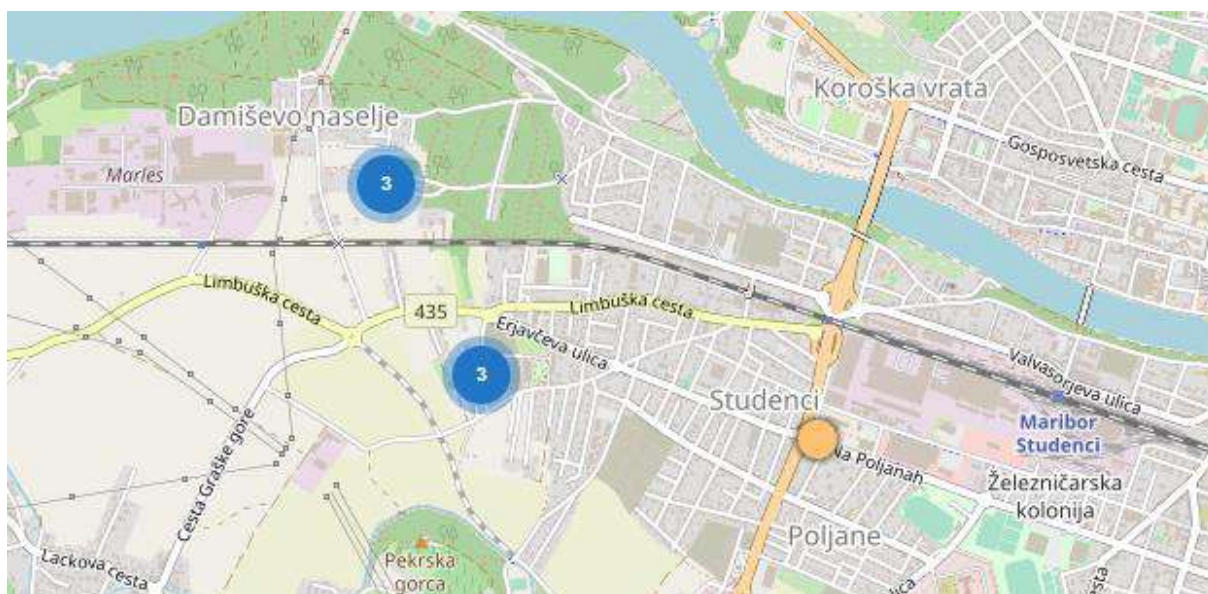 Koroška vrata
Damiševo naselje
Gosposvetska cesta
Marles
3
Limbuška cesta
435
Limbuška cesta
Erjavčeva ulica
Valvasorjeva ulica
3
Studenci
Maribor
Studenci
Cesta Graške gore
Na Poljanah
Železničarska
kolonija
Poljane
Pekrska
gorca
Lackova cesta